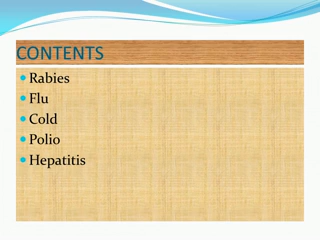 CONTENTS
Rabies
Flu
Cold
Polio
Hepatitis